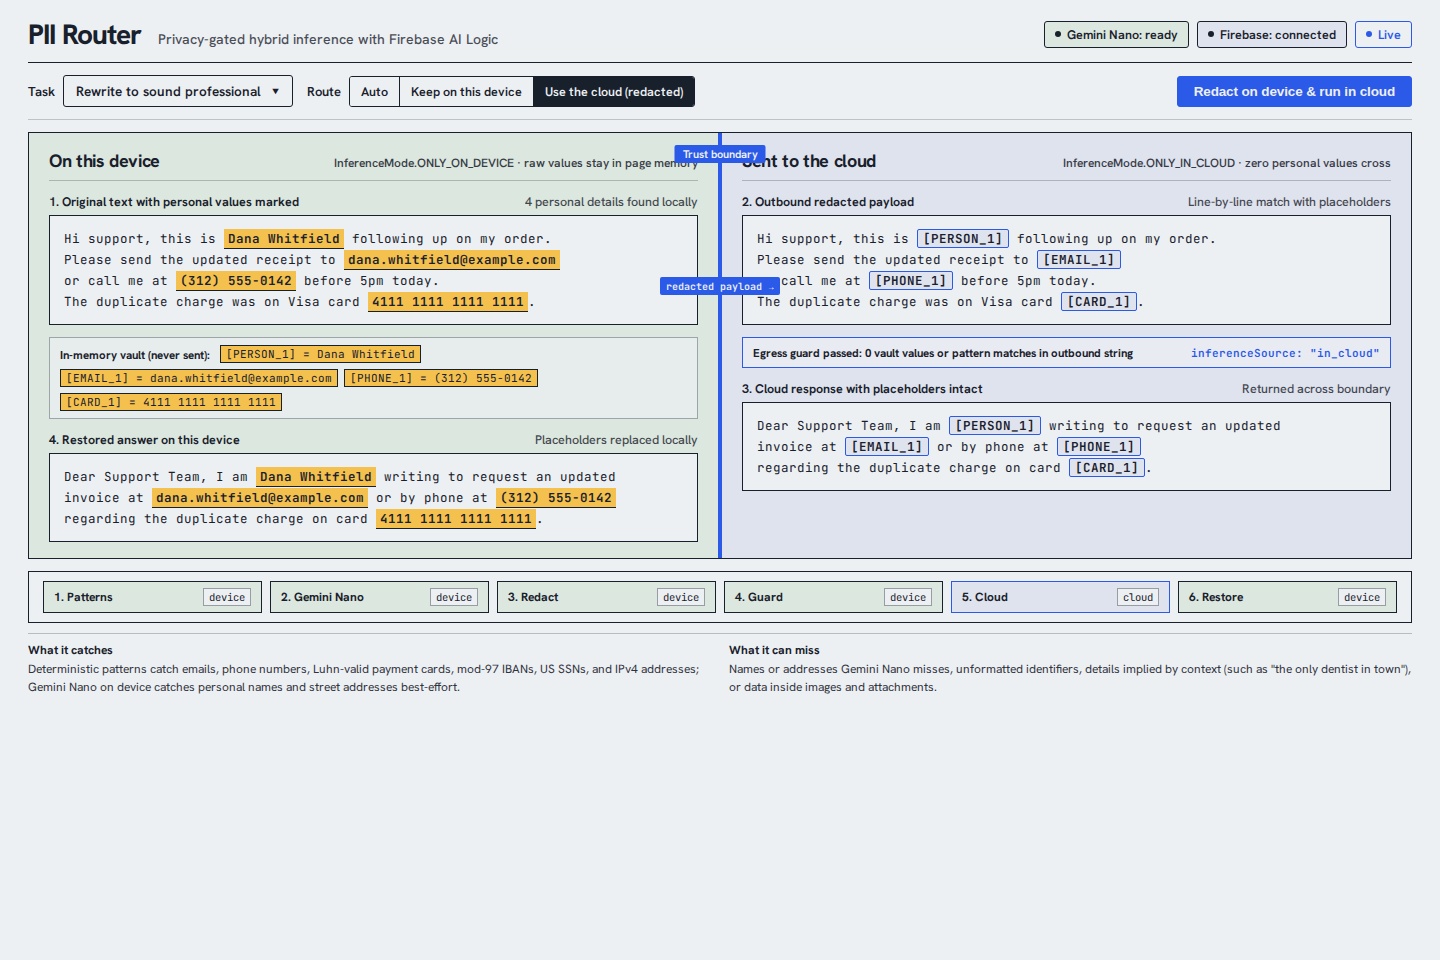 PII Router
Privacy-gated hybrid inference with Firebase AI Logic
Gemini Nano: ready
Firebase: connected
Live
Task
Rewrite to sound professional
Route
Auto
Keep on this device
Use the cloud (redacted)
Redact on device & run in cloud
Trust boundary
On this device
InferenceMode.ONLY_ON_DEVICE · raw values stay in page memory
1. Original text with personal values marked
4 personal details found locally
Hi support, this is Dana Whitfield following up on my order.
Please send the updated receipt to dana.whitfield@example.com
or call me at (312) 555-0142 before 5pm today.
The duplicate charge was on Visa card 4111 1111 1111 1111.
redacted payload →
In-memory vault (never sent): [PERSON_1] = Dana Whitfield
[EMAIL_1] = dana.whitfield@example.com [PHONE_1] = (312) 555-0142
[CARD_1] = 4111 1111 1111 1111
4. Restored answer on this device
Placeholders replaced locally
Dear Support Team, I am Dana Whitfield writing to request an updated
invoice at dana.whitfield@example.com or by phone at (312) 555-0142
regarding the duplicate charge on card 4111 1111 1111 1111.
Sent to the cloud
InferenceMode.ONLY_IN_CLOUD · zero personal values cross
2. Outbound redacted payload
Line-by-line match with placeholders
Hi support, this is [PERSON_1] following up on my order.
Please send the updated receipt to [EMAIL_1]
call me at [PHONE_1] before 5pm today.
The duplicate charge was on Visa card [CARD_1].
Egress guard passed: 0 vault values or pattern matches in outbound string
inferenceSource: "in_cloud"
3. Cloud response with placeholders intact
Returned across boundary
Dear Support Team, I am [PERSON_1] writing to request an updated
invoice at [EMAIL_1] or by phone at [PHONE_1]
regarding the duplicate charge on card [CARD_1].
1. Patterns device
2. Gemini Nano device
3. Redact device
4. Guard device
5. Cloud cloud
6. Restore device
What it catches
Deterministic patterns catch emails, phone numbers, Luhn-valid payment cards, mod-97 IBANs, US SSNs, and IPv4 addresses;
Gemini Nano on device catches personal names and street addresses best-effort.
What it can miss
Names or addresses Gemini Nano misses, unformatted identifiers, details implied by context (such as "the only dentist in town"),
or data inside images and attachments.